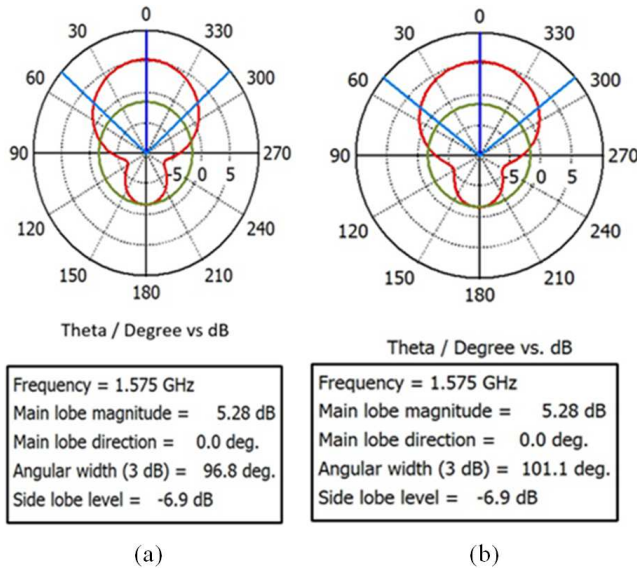 0
30
330
60
300
90
270
-5
0
5
120
240
150
210
180
Theta / Degree vs dB
Frequency = 1.575 GHz
Main lobe magnitude = 5.28 dB
Main lobe direction = 0.0 deg.
Angular width (3 dB) = 96.8 deg.
Side lobe level = -6.9 dB
(a)
0
30
330
60
300
90
270
-5
0
5
120
240
150
210
180
Theta / Degree vs. dB
Frequency = 1.575 GHz
Main lobe magnitude = 5.28 dB
Main lobe direction = 0.0 deg.
Angular width (3 dB) = 101.1 deg.
Side lobe level = -6.9 dB
(b)